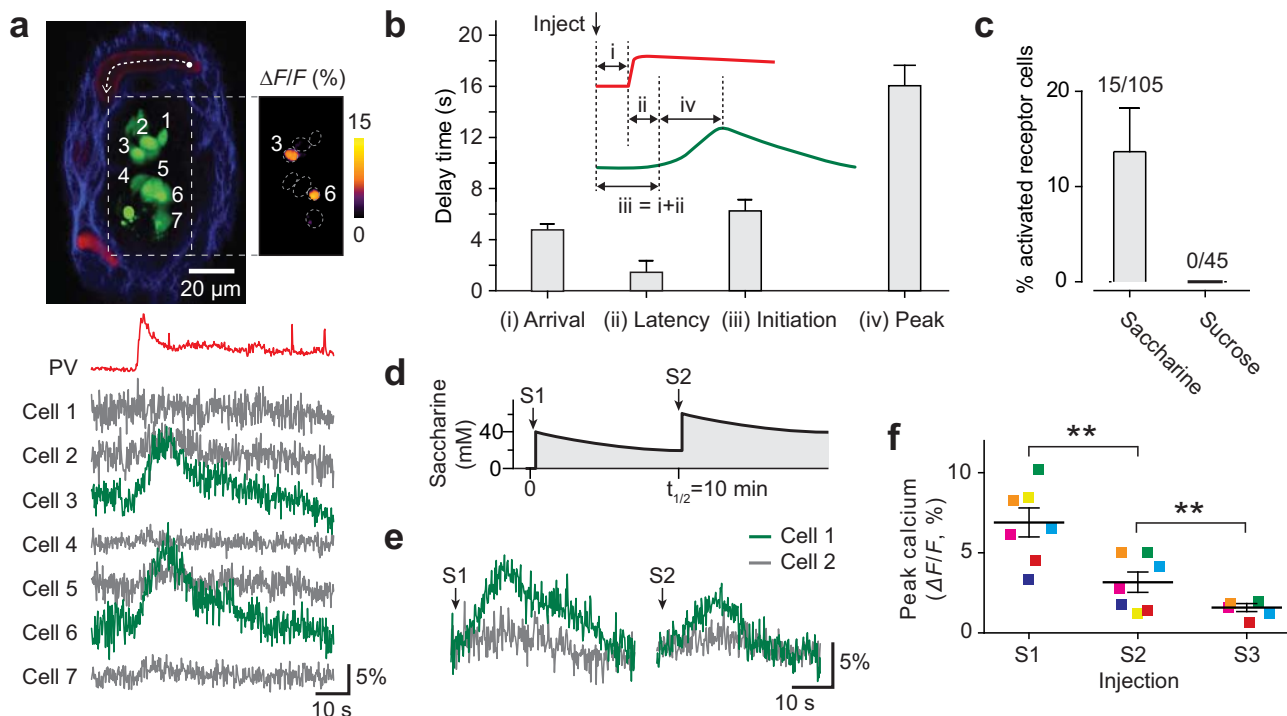 a
ΔF/F (%)
15
0
1
2
3
4
5
6
7
3
6
20 µm
PV
Cell 1
Cell 2
Cell 3
Cell 4
Cell 5
Cell 6
Cell 7
5%
10 s
b
Inject
i
ii
iv
iii = i+ii
Delay time (s)
20
16
12
8
4
0
(i) Arrival
(ii) Latency
(iii) Initiation
(iv) Peak
c
% activated receptor cells
20
10
0
15/105
0/45
Saccharine
Sucrose
d
S1
S2
Saccharine
(mM)
40
0
t1/2=10 min
e
Cell 1
Cell 2
S1
S2
5%
10 s
f
Peak calcium
(ΔF/F, %)
10
5
0
**
**
S1
S2
S3
Injection